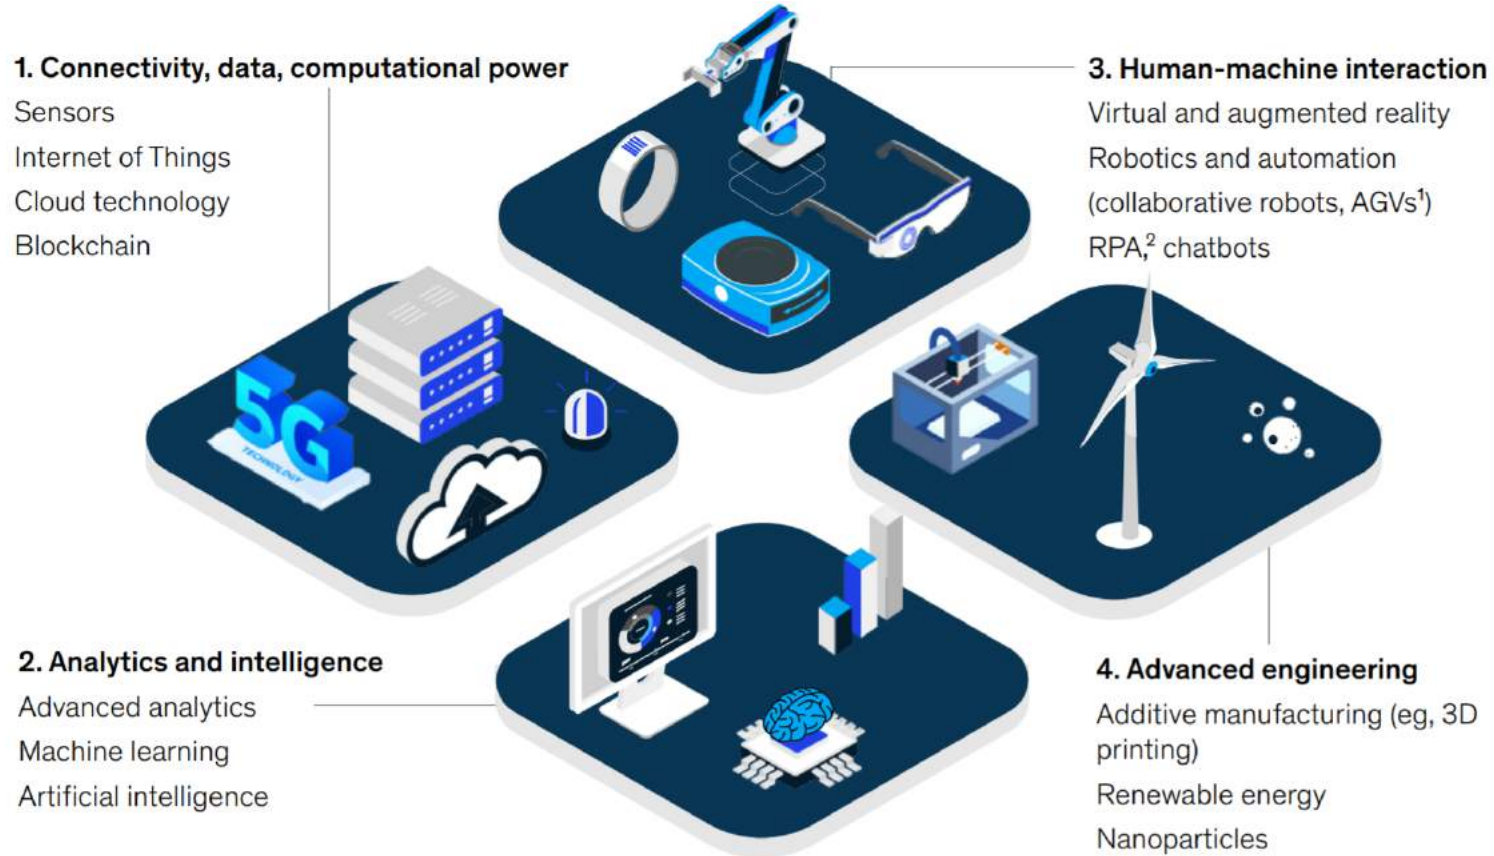 1. Connectivity, data, computational power
Sensors
Internet of Things
Cloud technology
Blockchain
3. Human-machine interaction
Virtual and augmented reality
Robotics and automation
(collaborative robots, AGVs¹)
RPA,² chatbots
5G
TECHNOLOGY
2. Analytics and intelligence
Advanced analytics
Machine learning
Artificial intelligence
4. Advanced engineering
Additive manufacturing (eg, 3D
printing)
Renewable energy
Nanoparticles